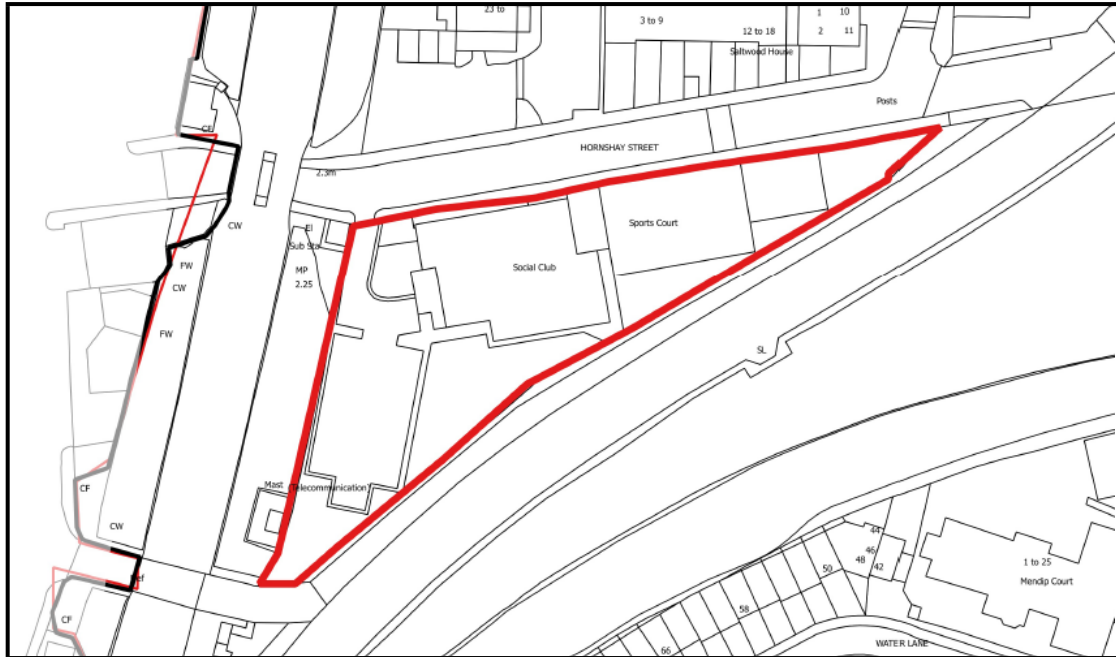 23 to
3 to 9
1
10
2
11
12 to 18
Saltwood House
Posts
CF
HORNSHAY STREET
2.3m
El
Sub Sta
CW
MP
2.25
FW
CW
FW
Sports Court
Social Club
SL
Mast (Telecommunication)
CF
CW
Ref
CF
44
46
48
42
50
1 to 25
Mendip Court
58
66
WATER LANE